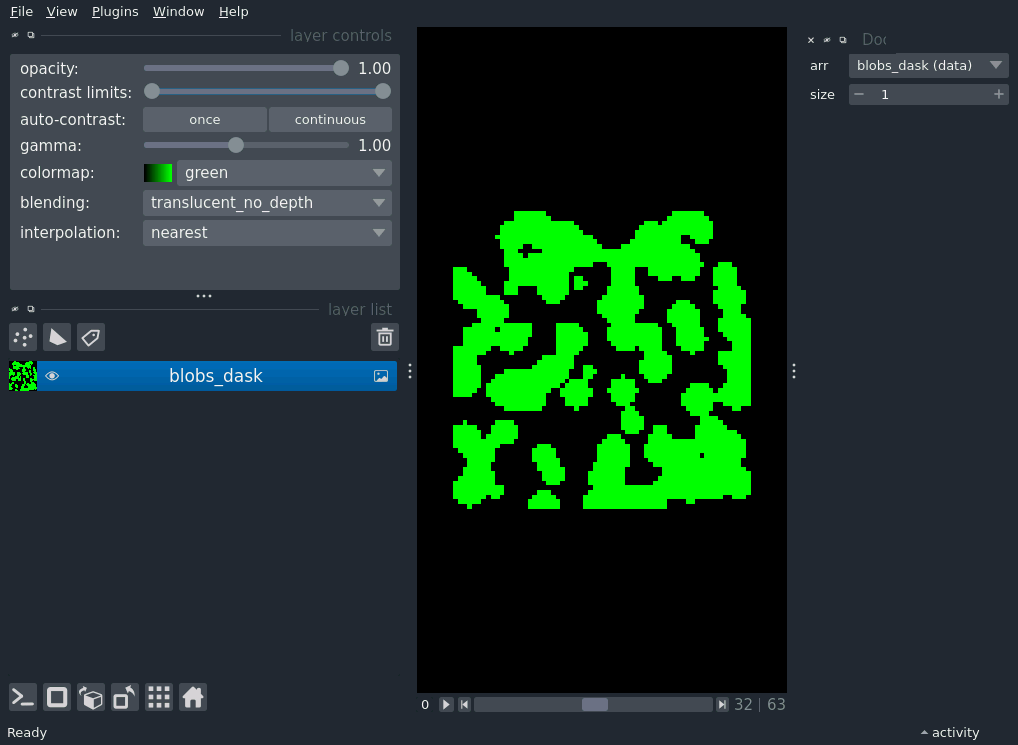 File View Plugins Window Help
layer controls
opacity: 1.00
contrast limits:
auto-contrast: once continuous
gamma: 1.00
colormap: green
blending: translucent_no_depth
interpolation: nearest
layer list
blobs_dask
0 32 | 63
Doc
arr blobs_dask (data)
size 1
Ready activity